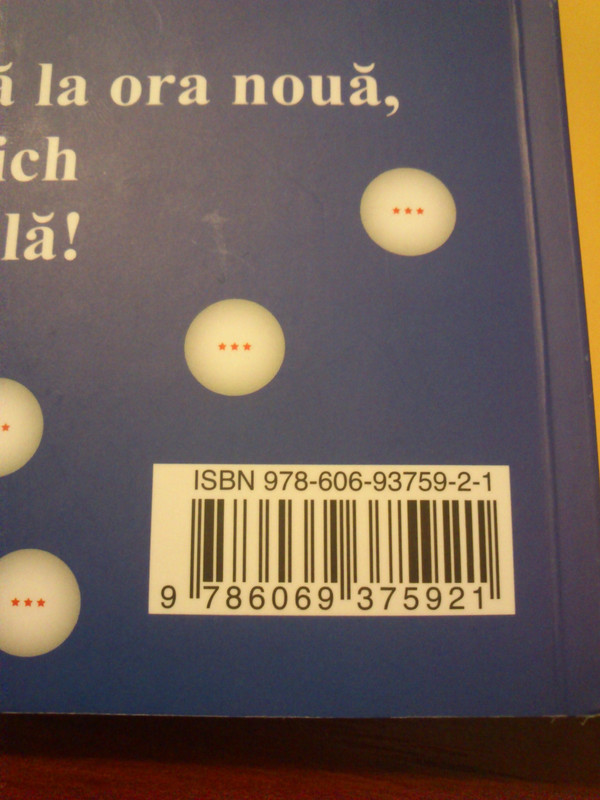 ă la ora nouă,
ich
lă!
ISBN 978-606-93759-2-1
9 786069 375921